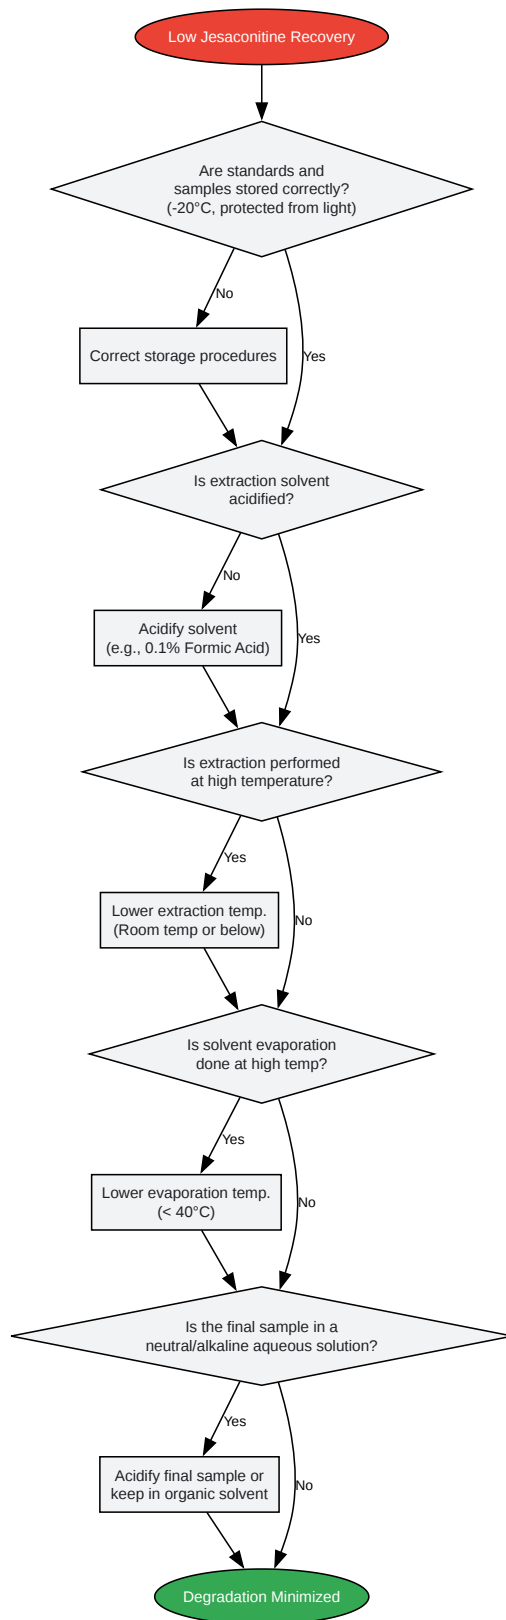 Low Jesaconitine Recovery
Are standards and
samples stored correctly?
(-20°C, protected from light)
No
Correct storage procedures
Yes
Is extraction solvent
acidified?
No
Acidify solvent
(e.g., 0.1% Formic Acid)
Yes
Is extraction performed
at high temperature?
Yes
Lower extraction temp.
(Room temp or below)
No
Is solvent evaporation
done at high temp?
Yes
Lower evaporation temp.
(< 40°C)
No
Is the final sample in a
neutral/alkaline aqueous solution?
Yes
Acidify final sample or
keep in organic solvent
No
Degradation Minimized